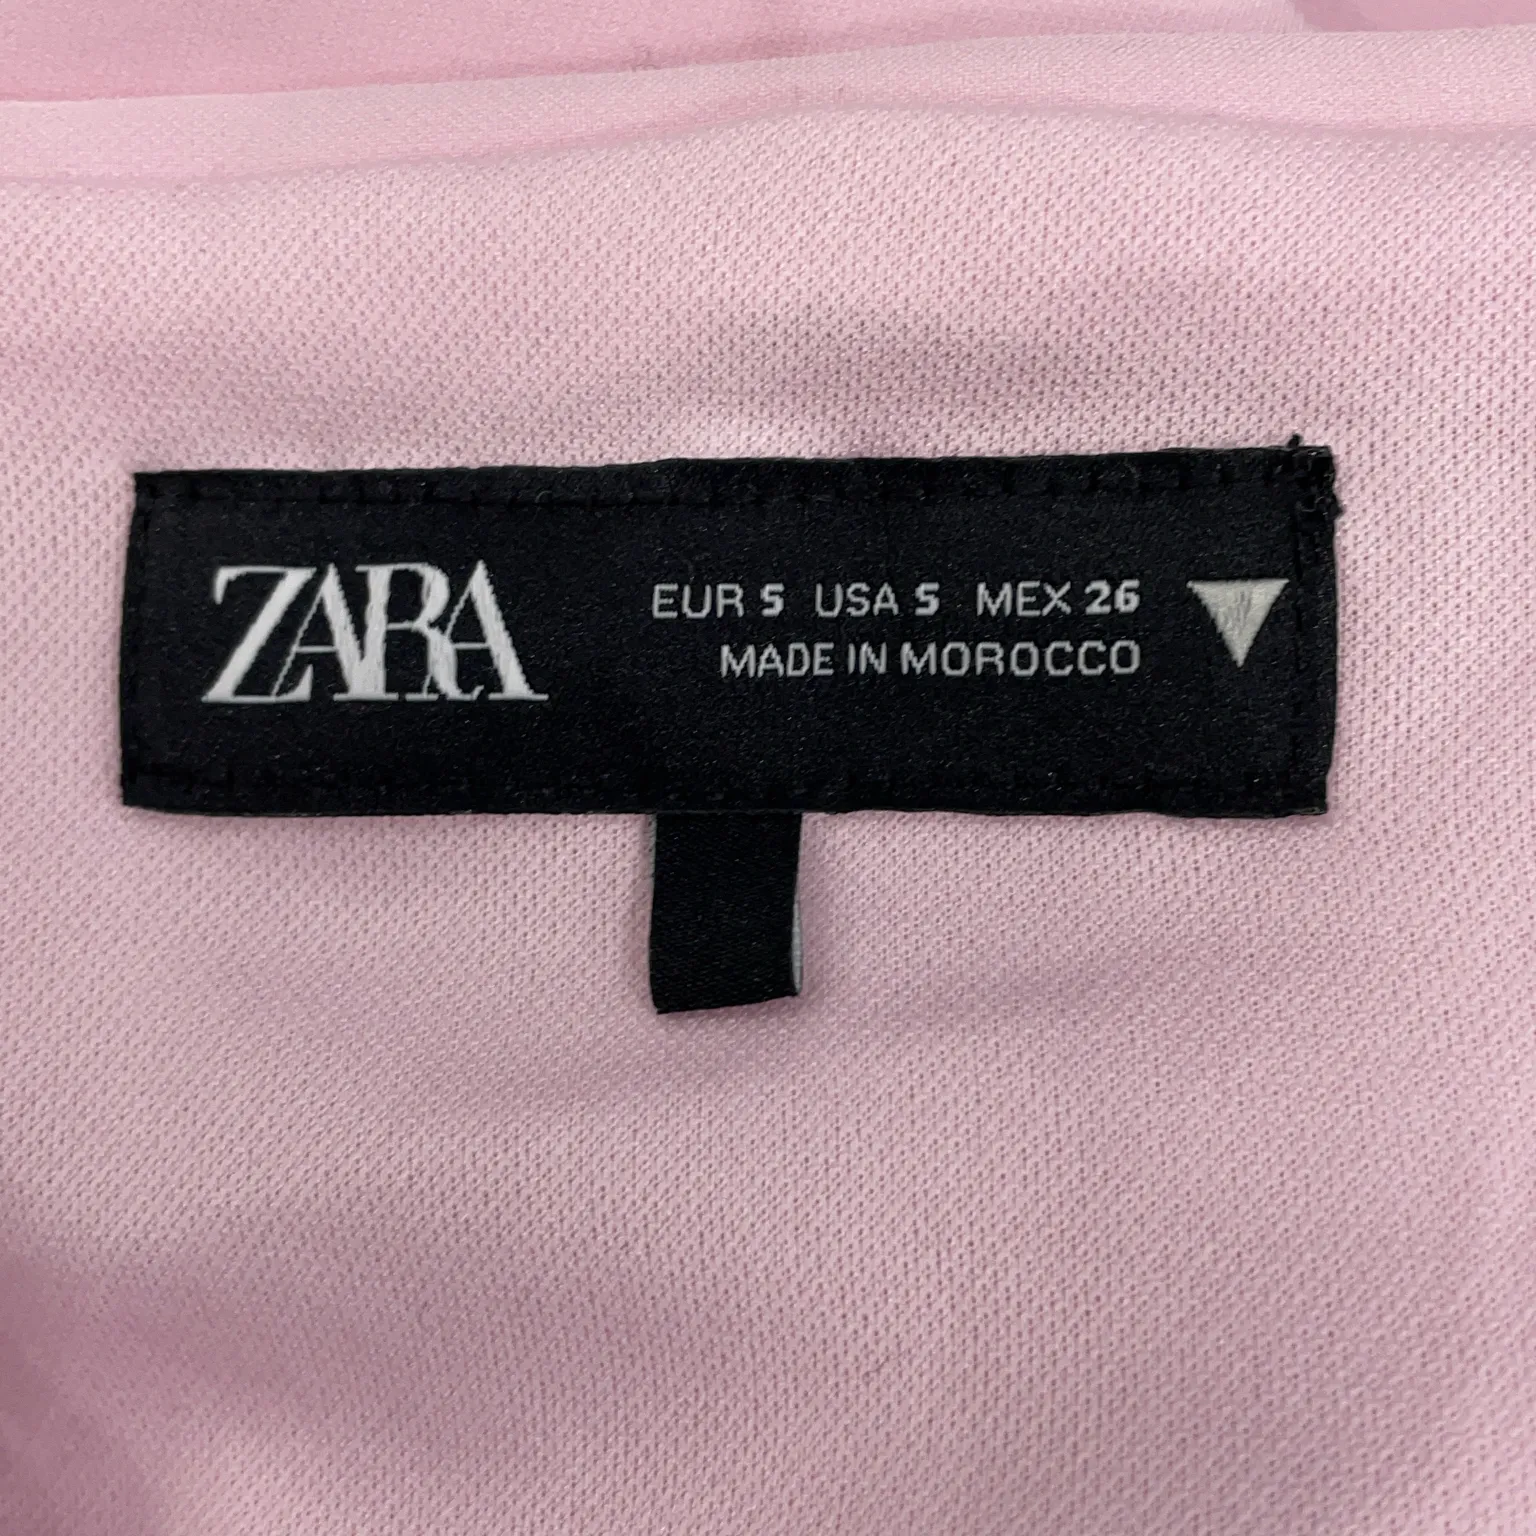 ZARA
EUR S USA S MEX 26
MADE IN MOROCCO